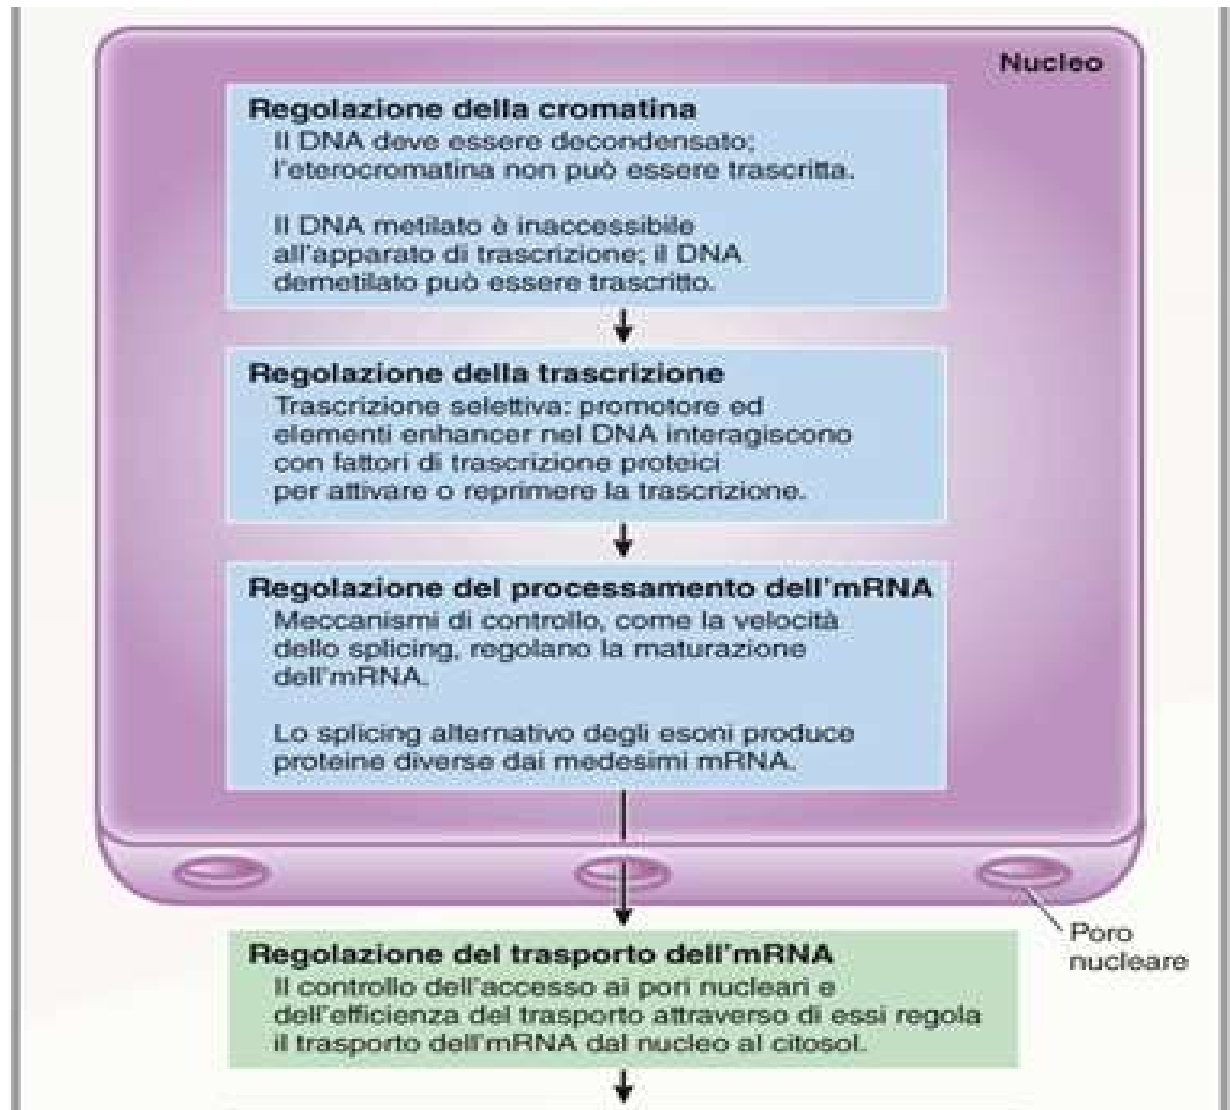 Nucleo
Regolazione della cromatina
Il DNA deve essere decondensato;
l'eterocromatina non può essere trascritta.
Il DNA metilato è inaccessibile
all'apparato di trascrizione; il DNA
demetilato può essere trascritto.
Regolazione della trascrizione
Trascrizione selettiva: promotore ed
elementi enhancer nel DNA interagiscono
con fattori di trascrizione proteici
per attivare o reprimere la trascrizione.
Regolazione del processamento dell'mRNA
Meccanismi di controllo, come la velocità
dello splicing, regolano la maturazione
dell'mRNA.
Lo splicing alternativo degli esoni produce
proteine diverse dai medesimi mRNA.
Poro
nucleare
Regolazione del trasporto dell'mRNA
Il controllo dell'accesso ai pori nucleari e
dell'efficienza del trasporto attraverso di essi regola
il trasporto dell'mRNA dal nucleo al citosol.